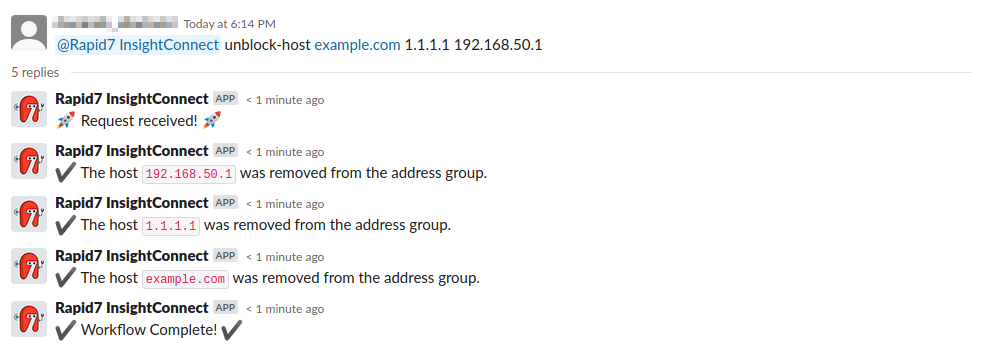 Today at 6:14 PM
@Rapid7 InsightConnect unblock-host example.com 1.1.1.1 192.168.50.1
5 replies
Rapid7 InsightConnect APP < 1 minute ago
Request received!
Rapid7 InsightConnect APP < 1 minute ago
The host 192.168.50.1 was removed from the address group.
Rapid7 InsightConnect APP < 1 minute ago
The host 1.1.1.1 was removed from the address group.
Rapid7 InsightConnect APP < 1 minute ago
The host example.com was removed from the address group.
Rapid7 InsightConnect APP < 1 minute ago
Workflow Complete!